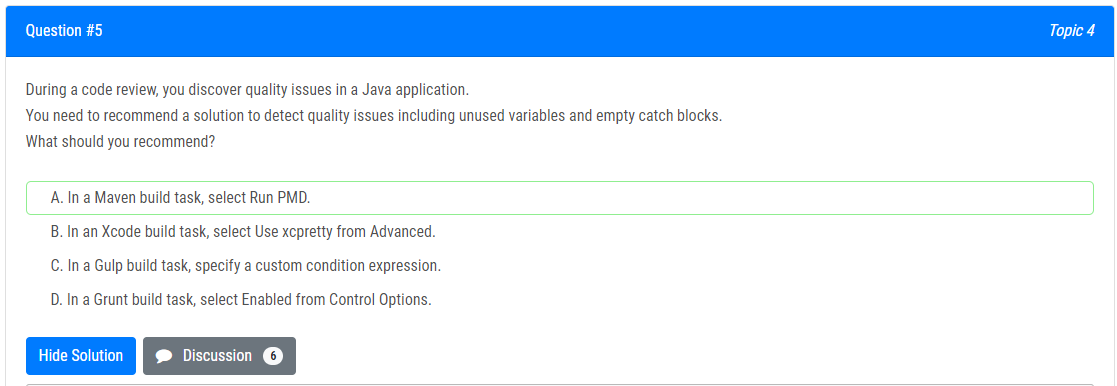 Question #5
Topic 4
During a code review, you discover quality issues in a Java application.
You need to recommend a solution to detect quality issues including unused variables and empty catch blocks.
What should you recommend?
A. In a Maven build task, select Run PMD.
B. In an Xcode build task, select Use xcpretty from Advanced.
C. In a Gulp build task, specify a custom condition expression.
D. In a Grunt build task, select Enabled from Control Options.
Hide Solution
Discussion 6